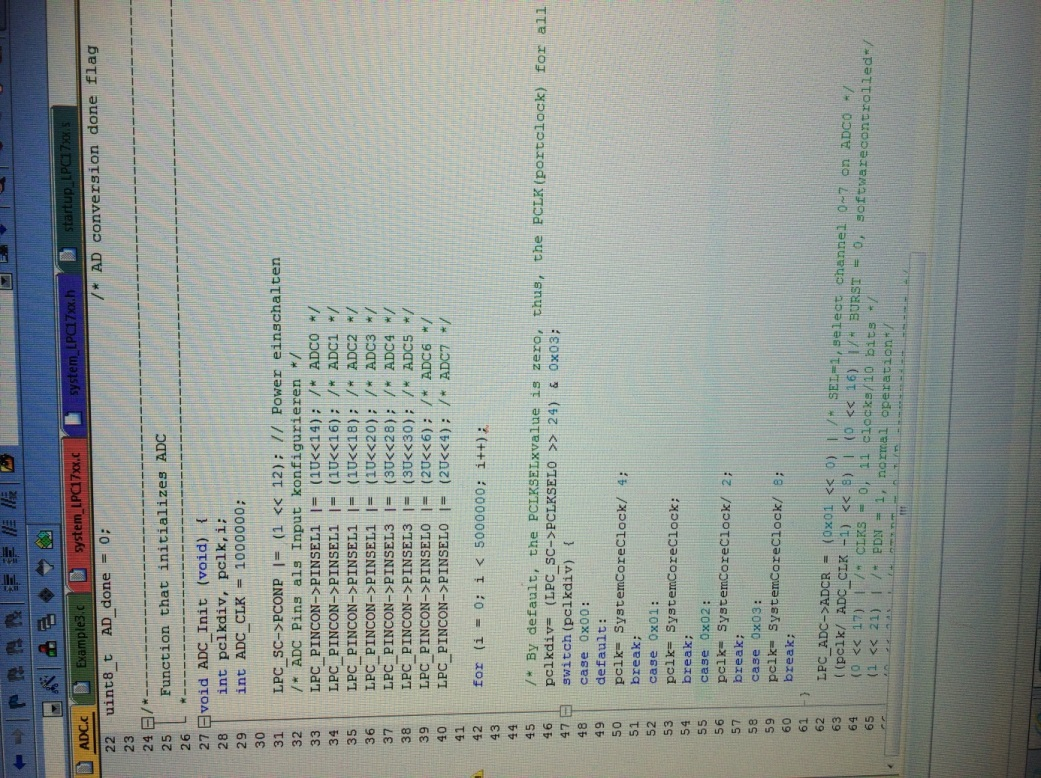 ADC.c Example3.c system_LPC17xx.c system_LPC17xx.h startup_LPC17xx.s
22 uint8_t AD_done = 0; /* AD conversion done flag
23
24 /*----------------------------------------------------------------------------
25 Function that initializes ADC
26 *----------------------------------------------------------------------------
27 void ADC_Init (void) {
28 int pclkdiv, pclk,i;
29 int ADC_CLK = 1000000;
30
31 LPC_SC->PCONP |= (1 << 12); // Power einschalten
32 /* ADC Pins als Input konfigurieren */
33 LPC_PINCON->PINSEL1 |= (1U<<14); /* ADC0 */
34 LPC_PINCON->PINSEL1 |= (1U<<16); /* ADC1 */
35 LPC_PINCON->PINSEL1 |= (1U<<18); /* ADC2 */
36 LPC_PINCON->PINSEL1 |= (1U<<20); /* ADC3 */
37 LPC_PINCON->PINSEL3 |= (3U<<28); /* ADC4 */
38 LPC_PINCON->PINSEL3 |= (3U<<30); /* ADC5 */
39 LPC_PINCON->PINSEL0 |= (2U<<6); /* ADC6 */
40 LPC_PINCON->PINSEL0 |= (2U<<4); /* ADC7 */
41
42 for (i = 0; i < 5000000; i++);
43
44
45 /* By default, the PCLKSELxvalue is zero, thus, the PCLK(portclock) for all
46 pclkdiv= (LPC_SC->PCLKSEL0 >> 24) & 0x03;
47 switch(pclkdiv) {
48 case 0x00:
49 default:
50 pclk= SystemCoreClock/ 4;
51 break;
52 case 0x01:
53 pclk= SystemCoreClock;
54 break;
55 case 0x02:
56 pclk= SystemCoreClock/ 2;
57 break;
58 case 0x03:
59 pclk= SystemCoreClock/ 8;
60 break;
61 }
62 LPC_ADC->ADCR = (0x01 << 0) | /* SEL=1,select channel 0~7 on ADC0 */
63 ((pclk/ ADC_CLK -1) << 8) | (0 << 16) |/* BURST = 0, softwarecontrolled*/
64 (0 << 17) |/* CLKS = 0, 11 clocks/10 bits */
65 (1 << 21) | /* PDN = 1, normal operation*/